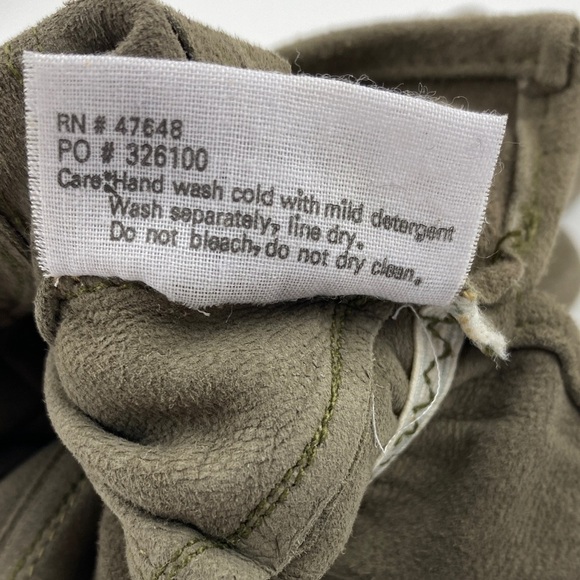 RN # 47648
PO # 326100
Care: Hand wash cold with mild detergent
Wash separately, line dry.
Do not bleach, do not dry clean.